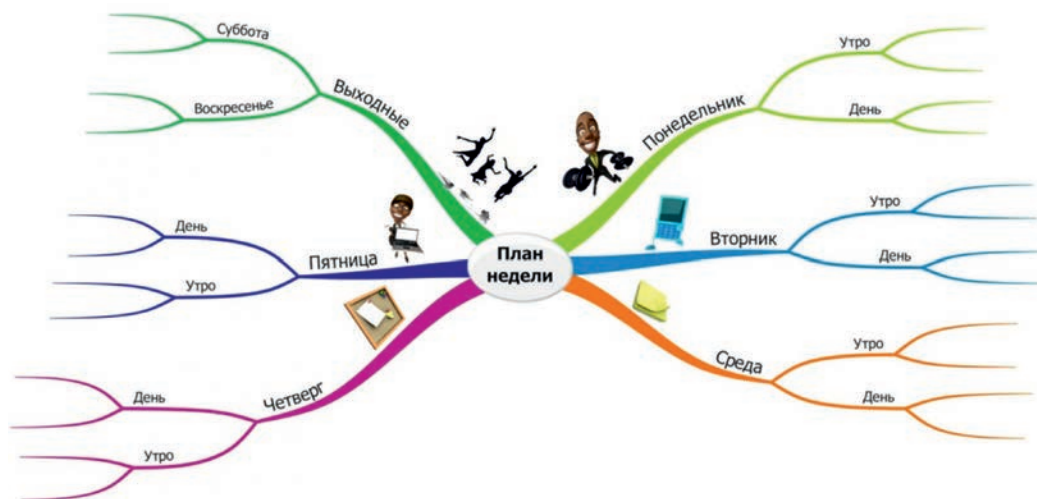 План
недели
Понедельник
Утро
День
Вторник
Утро
День
Среда
Утро
День
Четверг
День
Утро
Пятница
День
Утро
Выходные
Суббота
Воскресенье